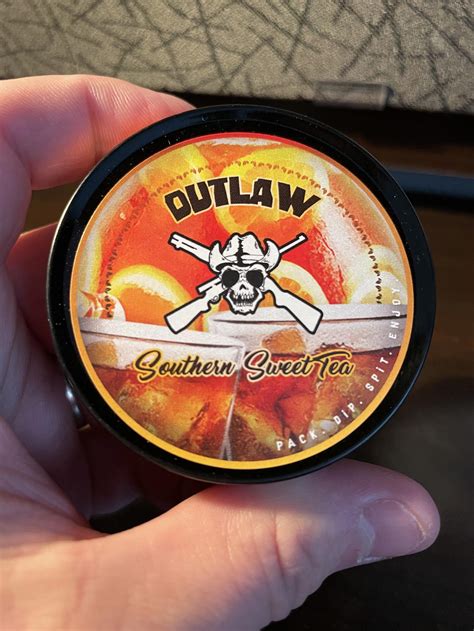 OUTLAW
Southern Sweet Tea
PACK. DIP. SPIT. ENJOY